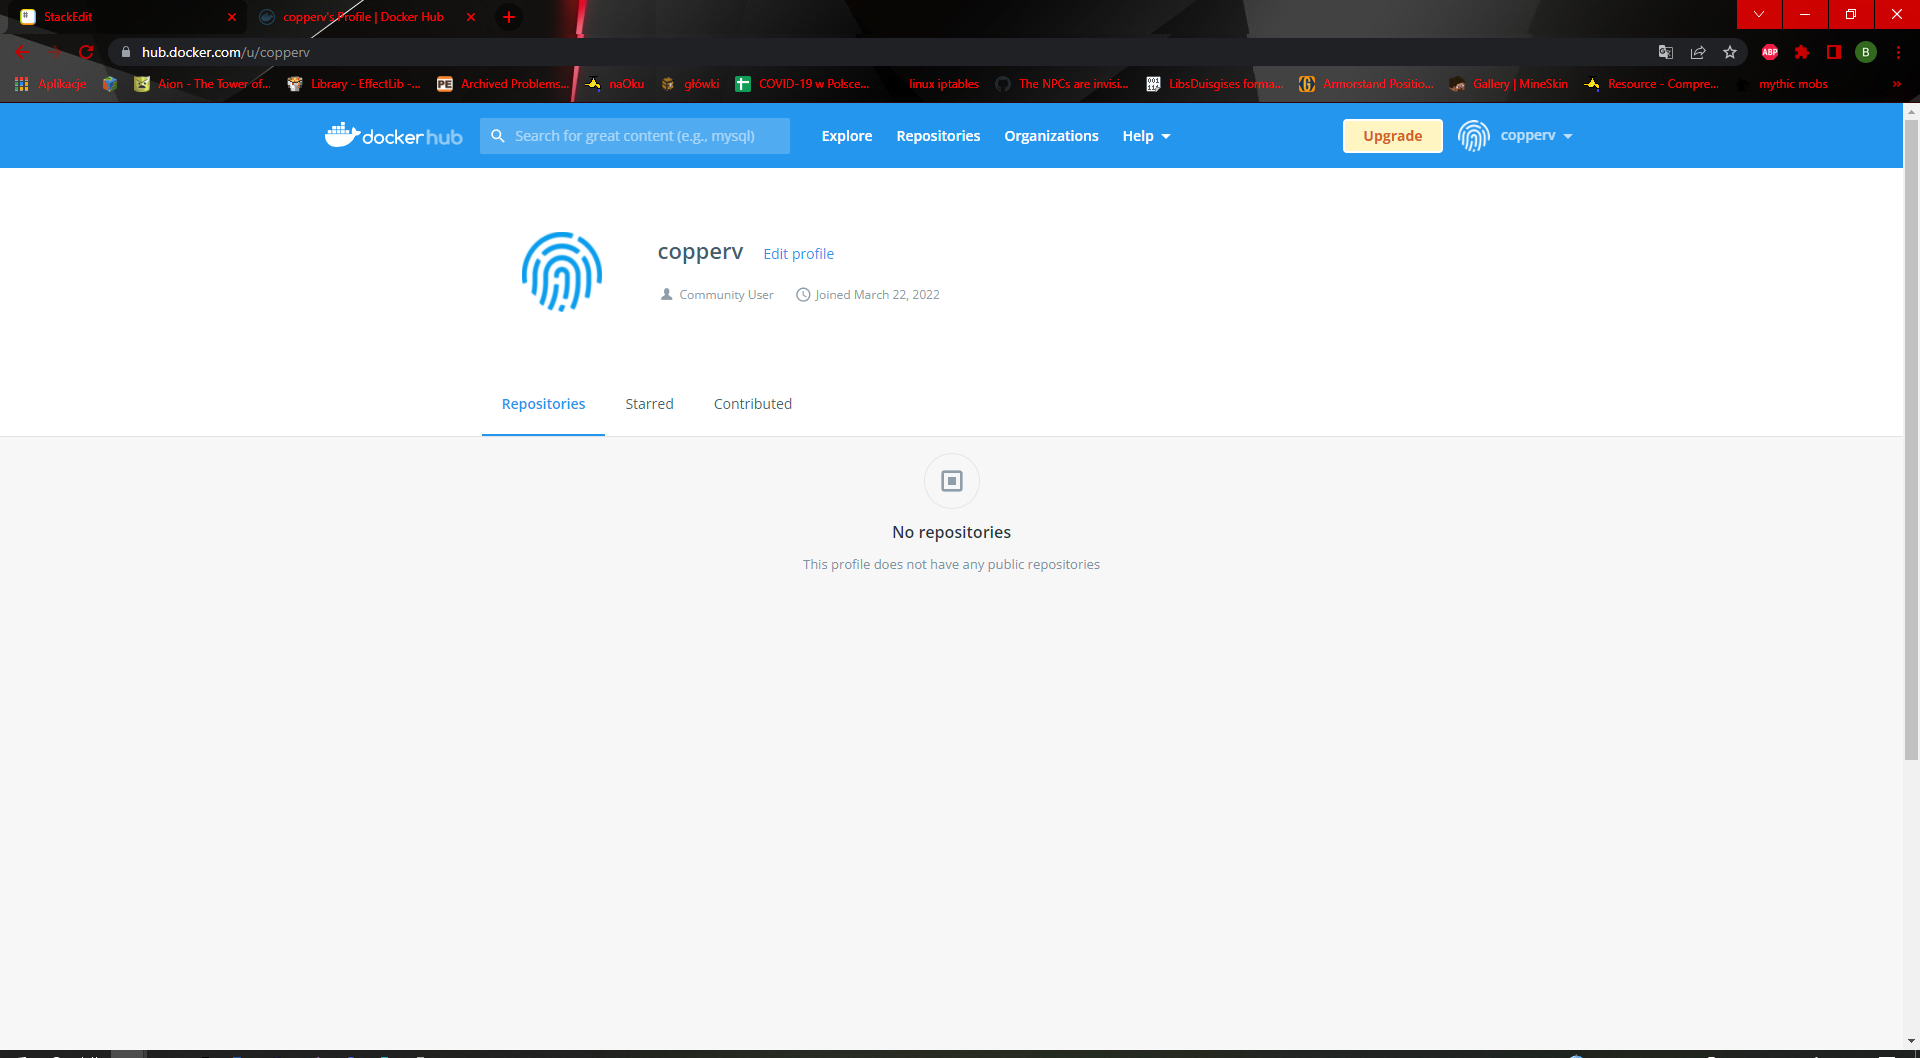 StackEdit
copperv's Profile | Docker Hub
hub.docker.com/u/copperv
ABP
B
Aplikacje
Aion - The Tower of...
Library - EffectLib -...
PE
Archived Problems...
naOku
główki
COVID-19 w Polsce...
linux iptables
The NPCs are invisi...
LibsDuisgises forma...
Armorstand Positio...
Gallery | MineSkin
Resource - Compre...
mythic mobs
dockerhub
Search for great content (e.g., mysql)
Explore
Repositories
Organizations
Help
Upgrade
copperv
copperv
Edit profile
Community User
Joined March 22, 2022
Repositories
Starred
Contributed
No repositories
This profile does not have any public repositories